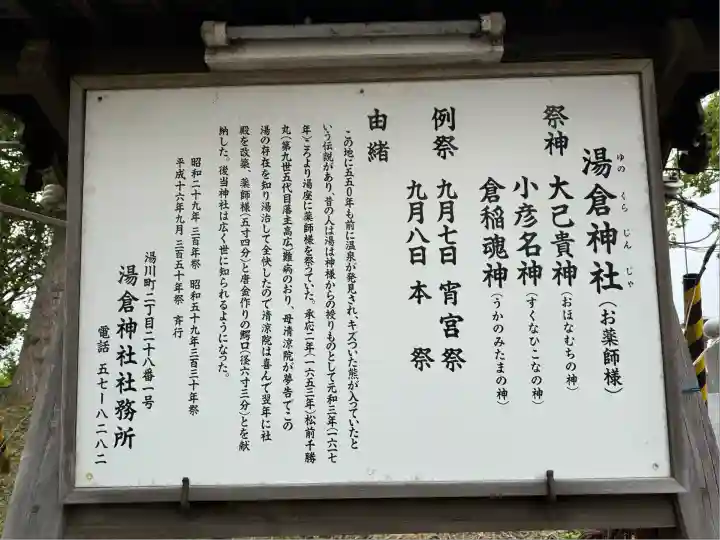 湯倉神社(お薬師様)
ゆの くら じん じゃ
祭神 大己貴神(おほなむちの神)
小彦名神(すくなひこなの神)
倉稲魂神(うかのみたまの神)
例祭 九月七日 宵宮祭
九月八日 本祭
由緒
この地に五五〇年も前に温泉が発見され、キズついた熊が入っていたと
いう伝説があり、昔の人は湯は神様からの授りものとして元和三年(一六一七
年)ごろより湯座に薬師様を祭っていた。承応二年(一六五三年)松前千勝
丸(第九世五代目藩主高広)難病のおり、母清涼院が夢告でこの
湯の存在を知り湯治して全快したので清涼院は喜んで翌年に社
殿を改築、薬師様(五寸四分)と唐金作りの鰐口(径六寸三分)とを献
納した。後当神社は広く世に知られるようになった。
昭和二十九年 三百年祭 昭和五十九年三百三十年祭
平成十六年九月 三百五十年祭 斉行
湯川町二丁目二十八番一号
湯倉神社社務所
電話 五七ー八二八二